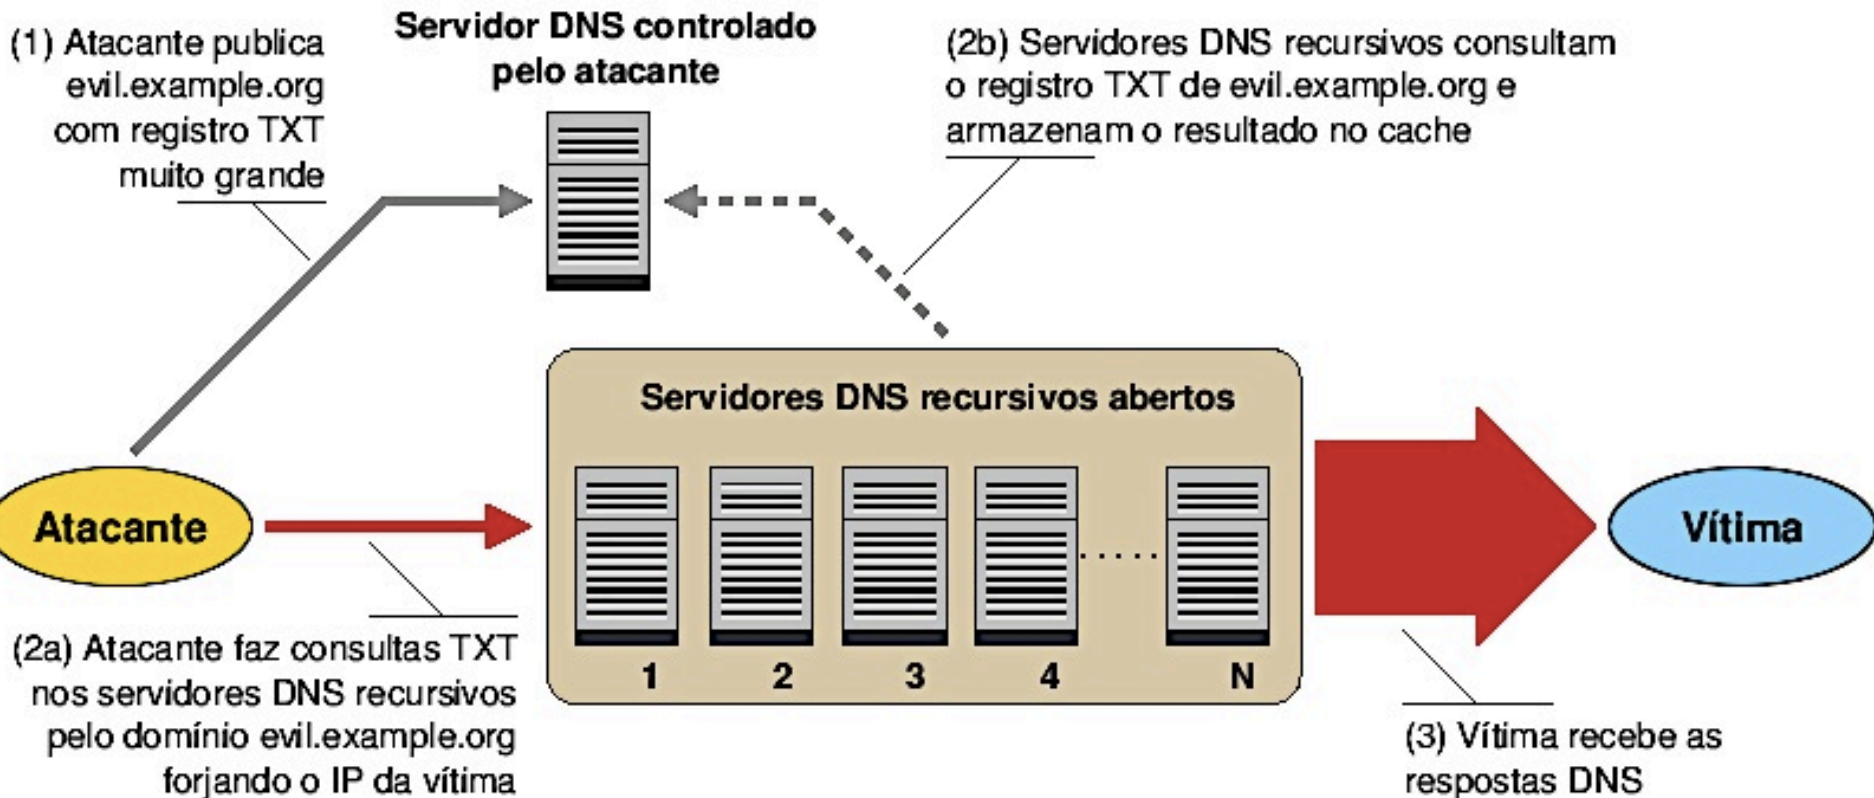 (1) Atacante publica
evil.example.org
com registro TXT
muito grande
Servidor DNS controlado
pelo atacante
(2b) Servidores DNS recursivos consultam
o registro TXT de evil.example.org e
armazenam o resultado no cache
Servidores DNS recursivos abertos
Atacante
1 2 3 4 ..... N
Vítima
(2a) Atacante faz consultas TXT
nos servidores DNS recursivos
pelo domínio evil.example.org
forjando o IP da vítima
(3) Vítima recebe as
respostas DNS